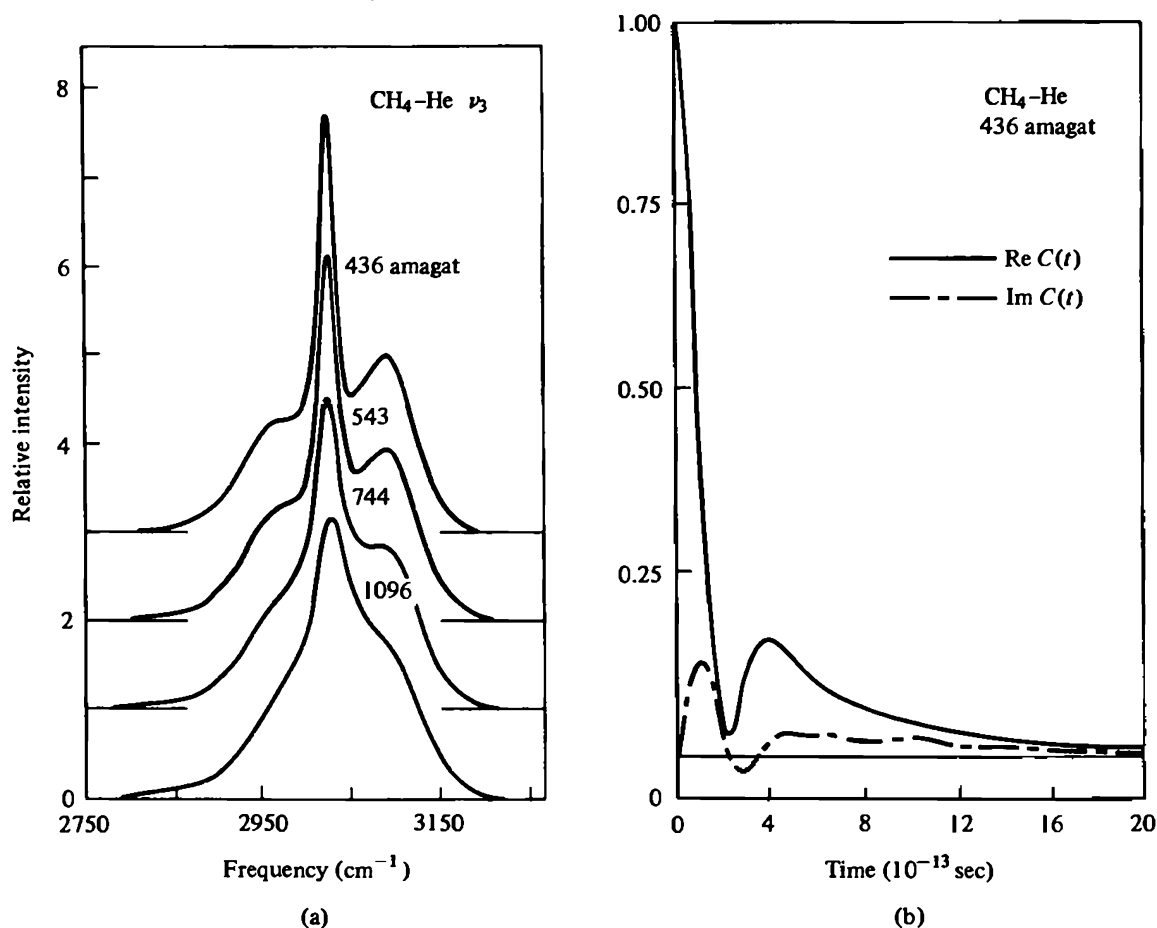 8
6
4
2
0
Relative intensity
CH₄–He ν₃
436 amagat
543
744
1096
2750
2950
3150
Frequency (cm⁻¹)
(a)
1.00
0.75
0.50
0.25
0
CH₄–He
436 amagat
Re C(t)
Im C(t)
0
4
8
12
16
20
Time (10⁻¹³ sec)
(b)